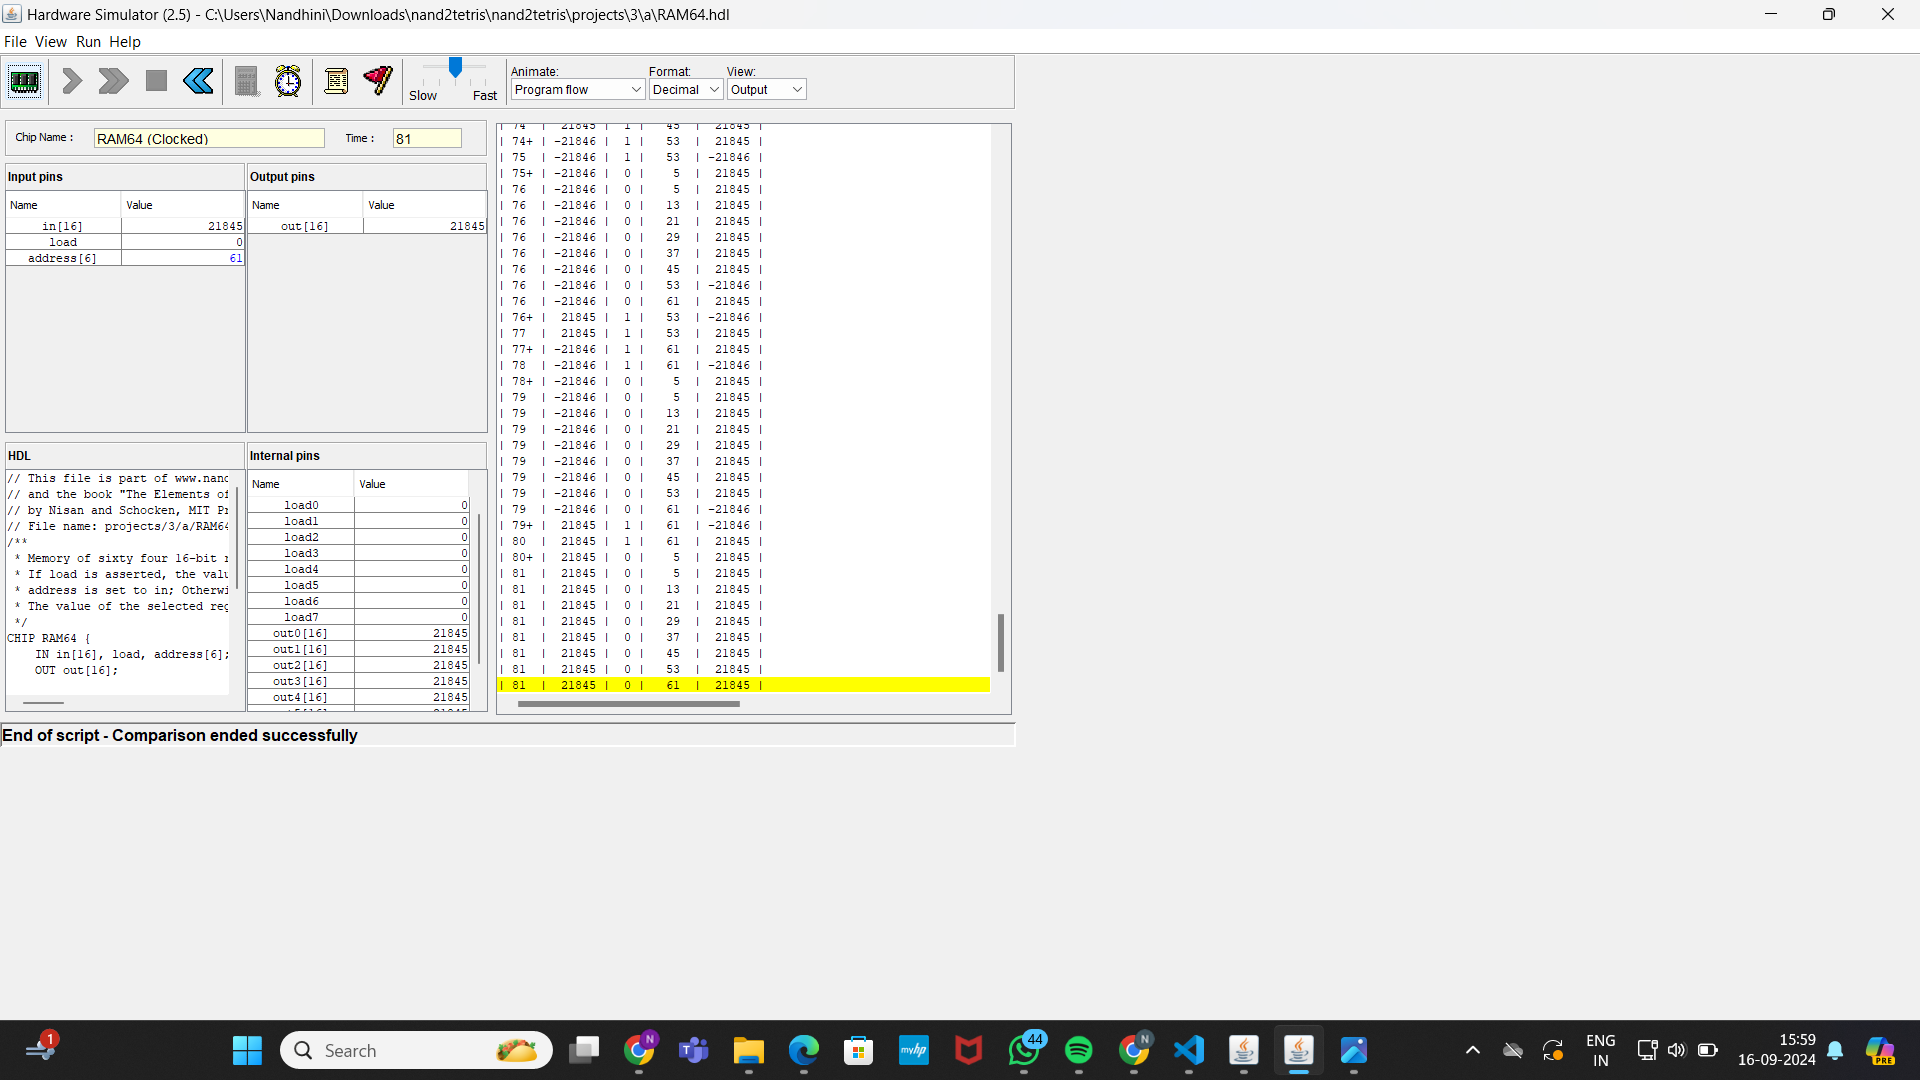 Hardware Simulator (2.5) - C:\Users\Nandhini\Downloads\nand2tetris\nand2tetris\projects\3\a\RAM64.hdl
File View Run Help
Slow Fast
Animate: Format: View:
Program flow Decimal Output
Chip Name : RAM64 (Clocked) Time : 81
Input pins
Name Value
in[16] 21845
load 0
address[6] 61
Output pins
Name Value
out[16] 21845
HDL
// This file is part of www.nand
// and the book "The Elements of
// by Nisan and Schocken, MIT Pr
// File name: projects/3/a/RAM64
/**
* Memory of sixty four 16-bit r
* If load is asserted, the valu
* address is set to in; Otherwi
* The value of the selected reg
*/
CHIP RAM64 {
IN in[16], load, address[6];
OUT out[16];
Internal pins
Name Value
load0 0
load1 0
load2 0
load3 0
load4 0
load5 0
load6 0
load7 0
out0[16] 21845
out1[16] 21845
out2[16] 21845
out3[16] 21845
out4[16] 21845
| 74 | 21845 | 1 | 45 | 21845 |
| 74+ | -21846 | 1 | 53 | 21845 |
| 75 | -21846 | 1 | 53 | -21846 |
| 75+ | -21846 | 0 | 5 | 21845 |
| 76 | -21846 | 0 | 5 | 21845 |
| 76 | -21846 | 0 | 13 | 21845 |
| 76 | -21846 | 0 | 21 | 21845 |
| 76 | -21846 | 0 | 29 | 21845 |
| 76 | -21846 | 0 | 37 | 21845 |
| 76 | -21846 | 0 | 45 | 21845 |
| 76 | -21846 | 0 | 53 | -21846 |
| 76 | -21846 | 0 | 61 | 21845 |
| 76+ | 21845 | 1 | 53 | -21846 |
| 77 | 21845 | 1 | 53 | 21845 |
| 77+ | -21846 | 1 | 61 | 21845 |
| 78 | -21846 | 1 | 61 | -21846 |
| 78+ | -21846 | 0 | 5 | 21845 |
| 79 | -21846 | 0 | 5 | 21845 |
| 79 | -21846 | 0 | 13 | 21845 |
| 79 | -21846 | 0 | 21 | 21845 |
| 79 | -21846 | 0 | 29 | 21845 |
| 79 | -21846 | 0 | 37 | 21845 |
| 79 | -21846 | 0 | 45 | 21845 |
| 79 | -21846 | 0 | 53 | 21845 |
| 79 | -21846 | 0 | 61 | -21846 |
| 79+ | 21845 | 1 | 61 | -21846 |
| 80 | 21845 | 1 | 61 | 21845 |
| 80+ | 21845 | 0 | 5 | 21845 |
| 81 | 21845 | 0 | 5 | 21845 |
| 81 | 21845 | 0 | 13 | 21845 |
| 81 | 21845 | 0 | 21 | 21845 |
| 81 | 21845 | 0 | 29 | 21845 |
| 81 | 21845 | 0 | 37 | 21845 |
| 81 | 21845 | 0 | 45 | 21845 |
| 81 | 21845 | 0 | 53 | 21845 |
| 81 | 21845 | 0 | 61 | 21845 |
End of script - Comparison ended successfully
1
Search
N
myhp
44
N
ENG
IN
15:59
16-09-2024
PRE